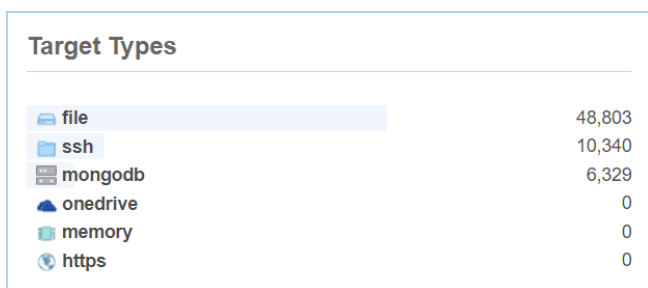 Target Types
file 48,803
ssh 10,340
mongodb 6,329
onedrive 0
memory 0
https 0